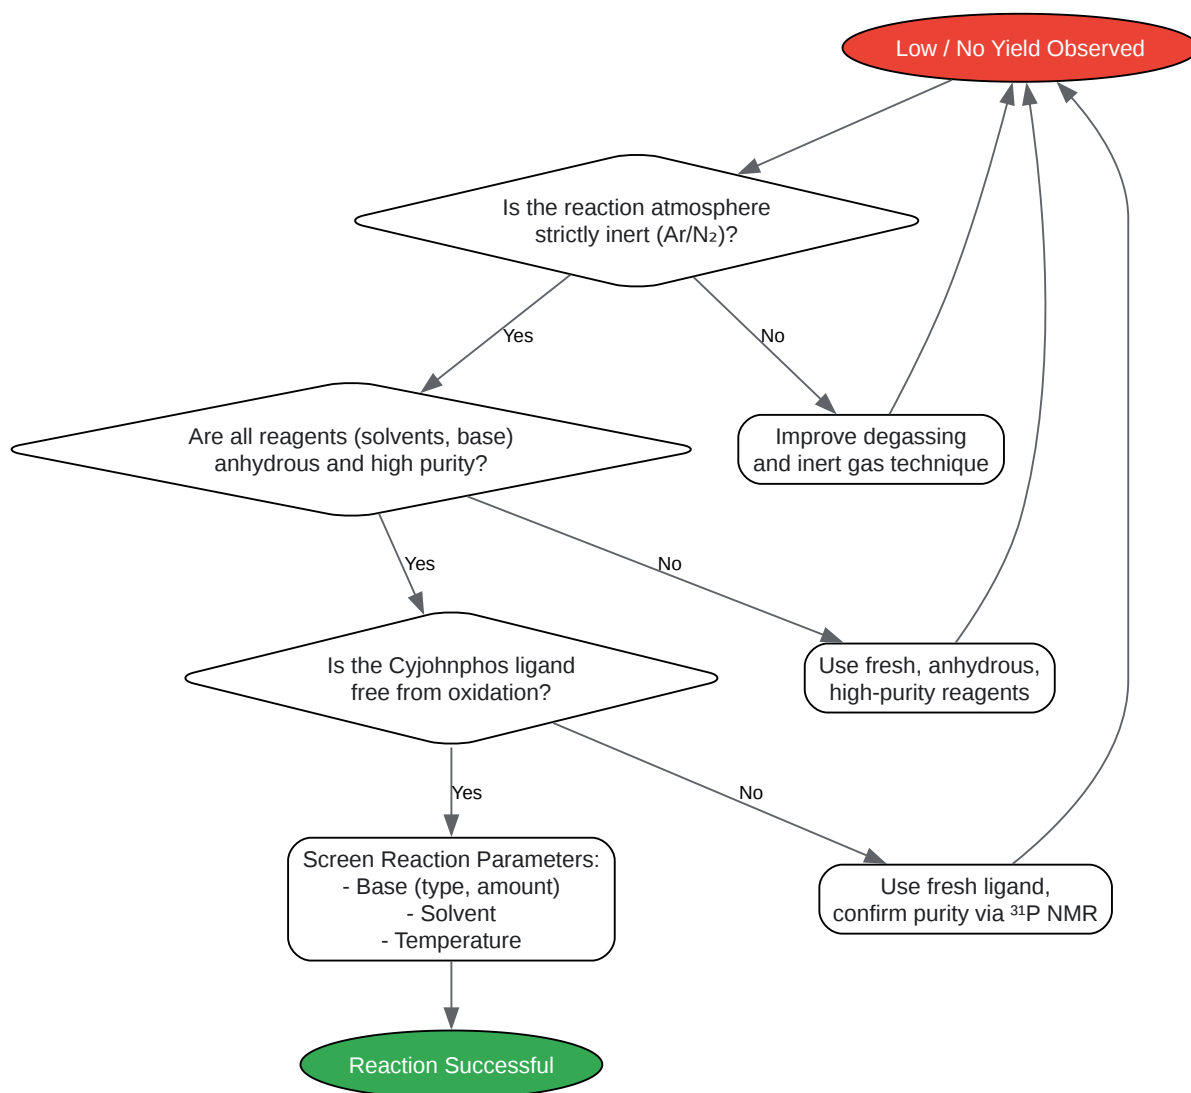 Low / No Yield Observed
Is the reaction atmosphere
strictly inert (Ar/N₂)?
Yes
No
Are all reagents (solvents, base)
anhydrous and high purity?
Improve degassing
and inert gas technique
Yes
No
Is the Cyjohnphos ligand
free from oxidation?
Use fresh, anhydrous,
high-purity reagents
Yes
No
Screen Reaction Parameters:
- Base (type, amount)
- Solvent
- Temperature
Use fresh ligand,
confirm purity via ³¹P NMR
Reaction Successful